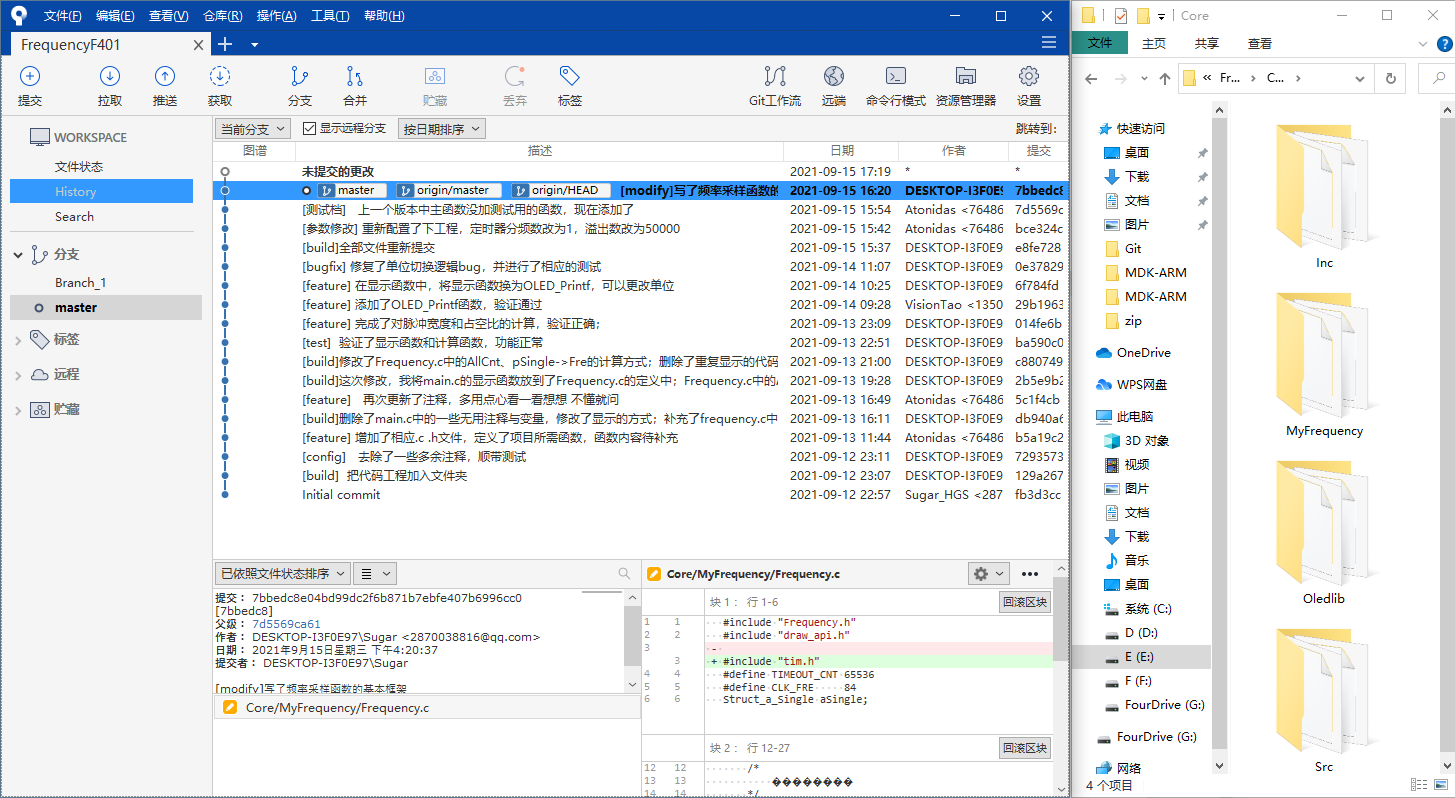 文件(F) 编辑(E) 查看(V) 仓库(R) 操作(A) 工具(T) 帮助(H)
FrequencyF401
提交 拉取 推送 获取 分支 合并 贮藏 丢弃 标签 Git工作流 远端 命令行模式 资源管理器 设置
WORKSPACE
文件状态
History
Search
分支
Branch_1
master
标签
远程
贮藏
当前分支 显示远程分支 按日期排序 跳转到:
图谱 描述 日期 作者 提交
未提交的更改 2021-09-15 17:19 * *
master origin/master origin/HEAD [modify]写了频率采样函数的 2021-09-15 16:20 DESKTOP-I3F0E9 7bbedc8
[测试档] 上一个版本中主函数没加测试用的函数，现在添加了 2021-09-15 15:54 Atonidas <76486 7d5569c
[参数修改] 重新配置了下工程，定时器分频数改为1，溢出数改为50000 2021-09-15 15:42 Atonidas <76486 bce324c
[build]全部文件重新提交 2021-09-15 15:37 DESKTOP-I3F0E9 e8fe728
[bugfix] 修复了单位切换逻辑bug，并进行了相应的测试 2021-09-14 11:07 DESKTOP-I3F0E9 0e37829
[feature] 在显示函数中，将显示函数换为OLED_Printf，可以更改单位 2021-09-14 10:25 DESKTOP-I3F0E9 6f784fd
[feature] 添加了OLED_Printf函数，验证通过 2021-09-14 09:28 VisionTao <1350 29b1963
[feature] 完成了对脉冲宽度和占空比的计算，验证正确； 2021-09-13 23:09 DESKTOP-I3F0E9 014fe6b
[test] 验证了显示函数和计算函数，功能正常 2021-09-13 22:51 DESKTOP-I3F0E9 ba590c0
[build]修改了Frequency.c中的AllCnt、pSingle->Fre的计算方式；删除了重复显示的代码 2021-09-13 21:00 DESKTOP-I3F0E9 c880749
[build]这次修改，我将main.c的显示函数放到了Frequency.c的定义中；Frequency.c中的A 2021-09-13 19:28 DESKTOP-I3F0E9 2b5e9b2
[feature] 再次更新了注释，多用点心看一看想想 不懂就问 2021-09-13 16:49 Atonidas <76486 5c1f4cb
[build]删除了main.c中的一些无用注释与变量，修改了显示的方式；补充了frequency.c中 2021-09-13 16:11 DESKTOP-I3F0E9 db940a6
[feature] 增加了相应.c .h文件，定义了项目所需函数，函数内容待补充 2021-09-13 11:44 Atonidas <76486 b5a19c2
[config] 去除了一些多余注释，顺带测试 2021-09-12 23:11 DESKTOP-I3F0E9 7293573
[build] 把代码工程加入文件夹 2021-09-12 23:07 DESKTOP-I3F0E9 129a267
Initial commit 2021-09-12 22:57 Sugar_HGS <287 fb3d3cc
已依照文件状态排序
提交： 7bbedc8e04bd99dc2f6b871b7ebfe407b6996cc0
[7bbedc8]
父级： 7d5569ca61
作者： DESKTOP-I3F0E97\Sugar <2870038816@qq.com>
日期： 2021年9月15日星期三 下午4:20:37
提交者： DESKTOP-I3F0E97\Sugar
[modify]写了频率采样函数的基本框架
Core/MyFrequency/Frequency.c
Core/MyFrequency/Frequency.c
块 1： 行 1-6 回滚区块
1 1 #include "Frequency.h"
2 2 #include "draw_api.h"
3 -
3 + #include "tim.h"
4 4 #define TIMEOUT_CNT 65536
5 5 #define CLK_FRE 84
6 6 Struct_a_Single aSingle;
块 2： 行 12-27 回滚区块
12 12 /*
13 13 ��������
14 14 */
Core
文件 主页 共享 查看
« Fr... › C... ›
快速访问
桌面
下载
文档
图片
Git
MDK-ARM
MDK-ARM
zip
OneDrive
WPS网盘
此电脑
3D 对象
视频
图片
文档
下载
音乐
桌面
系统 (C:)
D (D:)
E (E:)
F (F:)
FourDrive (G:)
FourDrive (G:)
网络
Inc
MyFrequency
Oledlib
Src
4 个项目